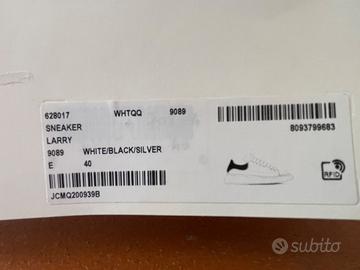 628017 WHTQQ 9089
SNEAKER
LARRY
8093799683
9089 WHITE/BLACK/SILVER
E 40
RFID
JCMQ200939B
subito